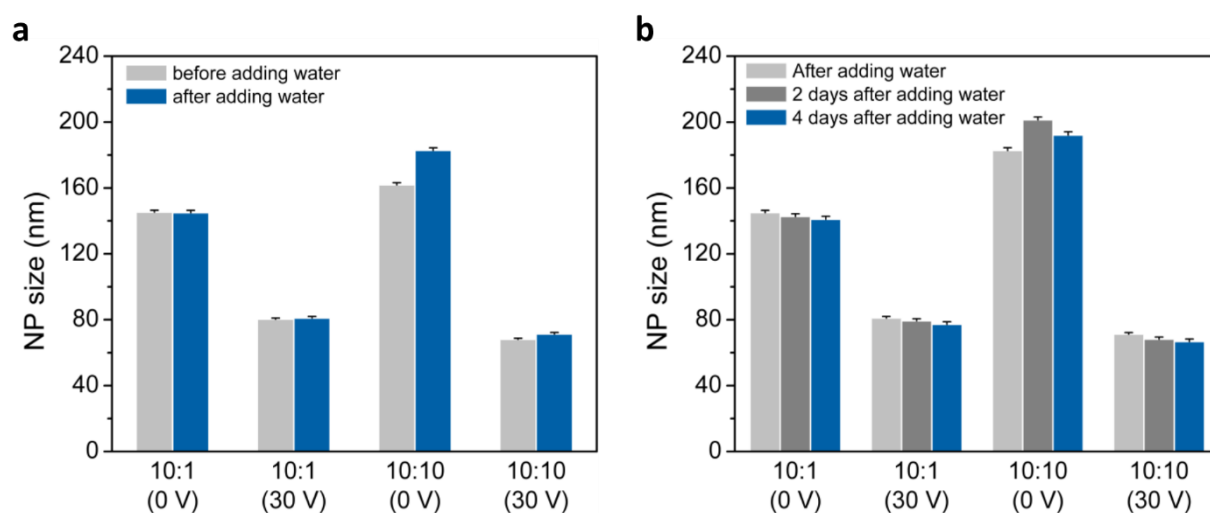 a
240
200
160
120
80
40
0
NP size (nm)
before adding water
after adding water
10:1
(0 V)
10:1
(30 V)
10:10
(0 V)
10:10
(30 V)
b
240
200
160
120
80
40
0
NP size (nm)
After adding water
2 days after adding water
4 days after adding water
10:1
(0 V)
10:1
(30 V)
10:10
(0 V)
10:10
(30 V)